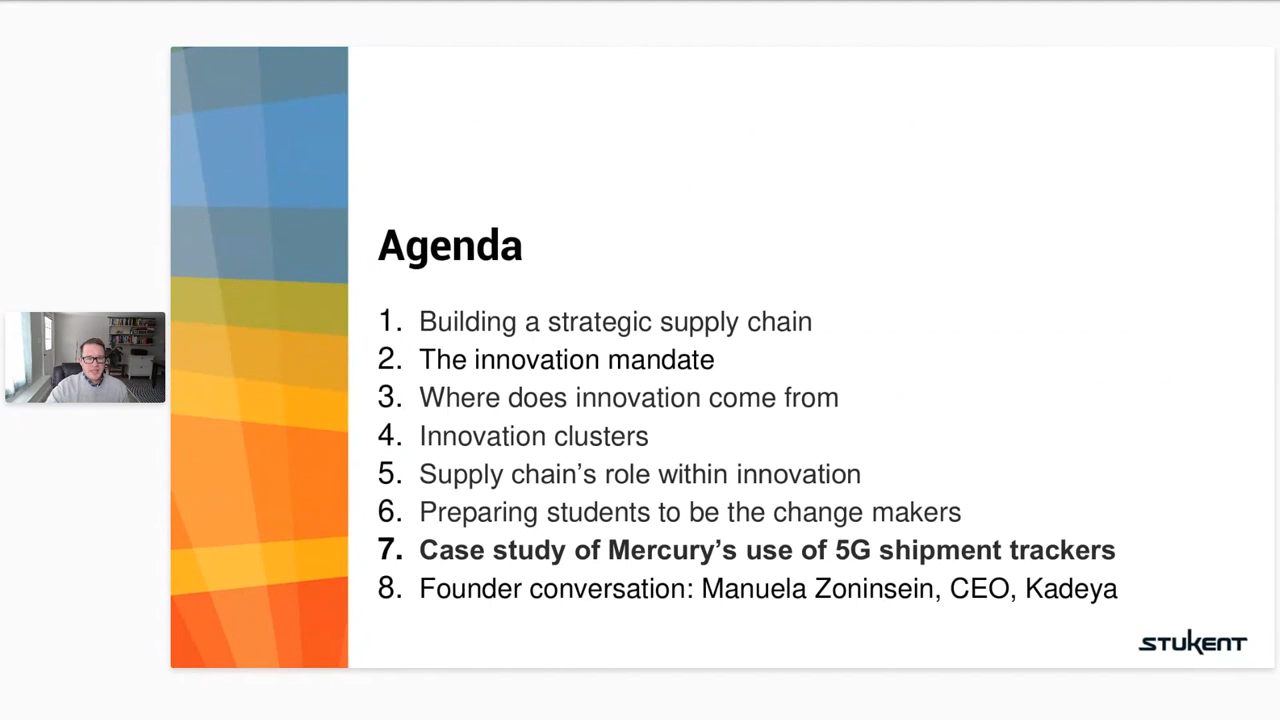 Agenda
1. Building a strategic supply chain
2. The innovation mandate
3. Where does innovation come from
4. Innovation clusters
5. Supply chain’s role within innovation
6. Preparing students to be the change makers
7. Case study of Mercury’s use of 5G shipment trackers
8. Founder conversation: Manuela Zoninsein, CEO, Kadeya
STUKENT